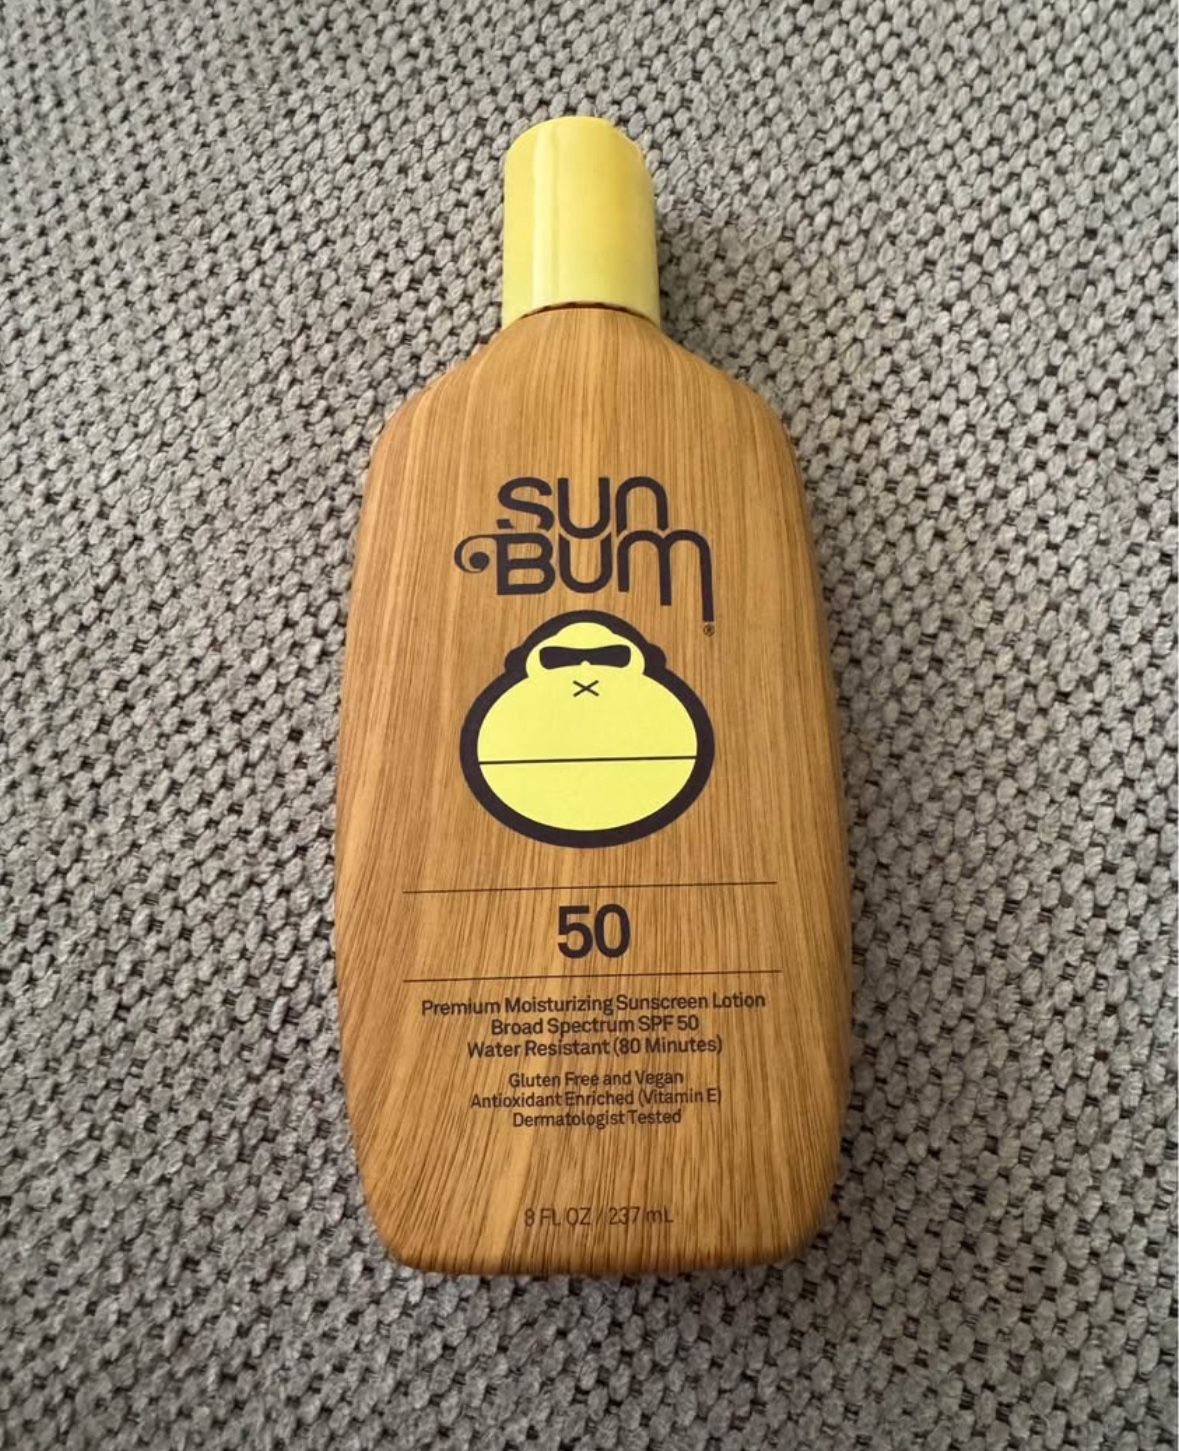 SUN
BUM
®
50
Premium Moisturizing Sunscreen Lotion
Broad Spectrum SPF 50
Water Resistant (80 Minutes)
Gluten Free and Vegan
Antioxidant Enriched (Vitamin E)
Dermatologist Tested
8 FL OZ / 237 mL